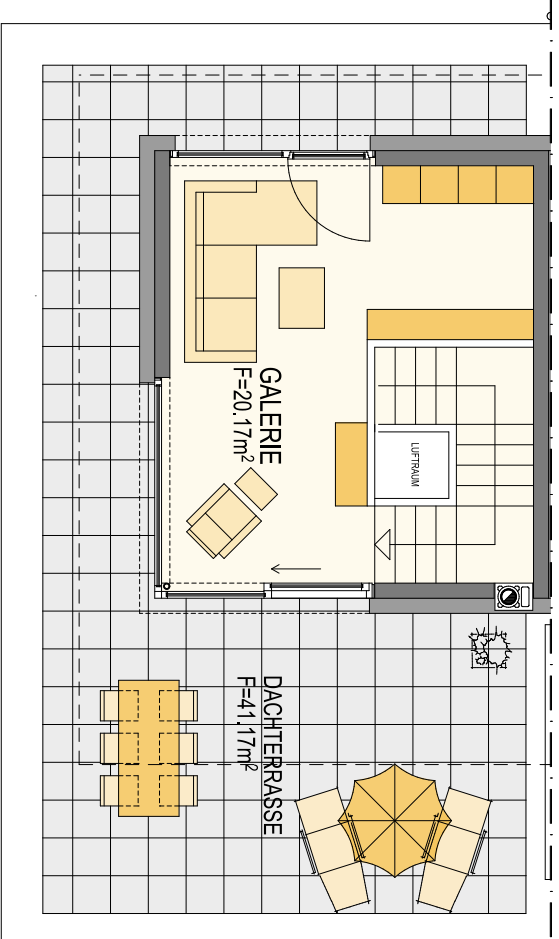 GALERIE
F=20.17m²
LUFTRAUM
DACHTERRASSE
F=41.17m²